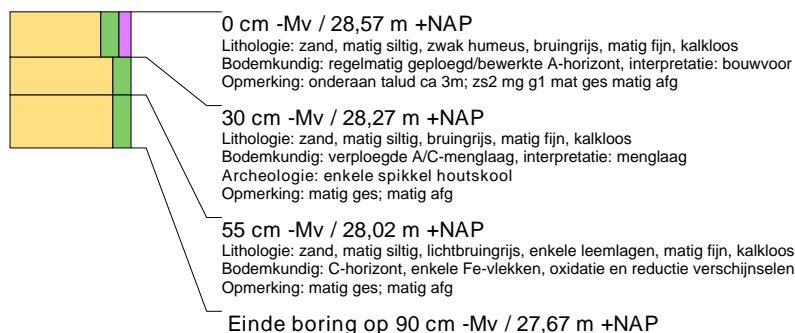 0 cm -Mv / 28,57 m +NAP
Lithologie: zand, matig siltig, zwak humeus, bruingrijs, matig fijn, kalkloos
Bodemkundig: regelmatig geploegd/bewerkte A-horizont, interpretatie: bouwvoor
Opmerking: onderaan talud ca 3m; zs2 mg g1 mat ges matig afg
30 cm -Mv / 28,27 m +NAP
Lithologie: zand, matig siltig, bruingrijs, matig fijn, kalkloos
Bodemkundig: verploegde A/C-menglaag, interpretatie: menglaag
Archeologie: enkele spikkel houtskool
Opmerking: matig ges; matig afg
55 cm -Mv / 28,02 m +NAP
Lithologie: zand, matig siltig, lichtbruingrijs, enkele leemlagen, matig fijn, kalkloos
Bodemkundig: C-horizont, enkele Fe-vlekken, oxidatie en reductie verschijnselen
Opmerking: matig ges; matig afg
Einde boring op 90 cm -Mv / 27,67 m +NAP